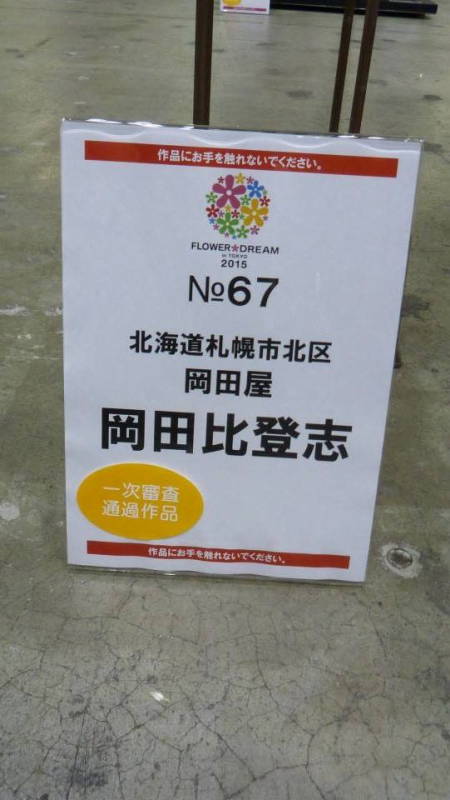 作品にお手を触れないでください。
FLOWER★DREAM
in TOKYO
2015
№67
北海道札幌市北区
岡田屋
岡田比登志
一次審査
通過作品
作品にお手を触れないでください。